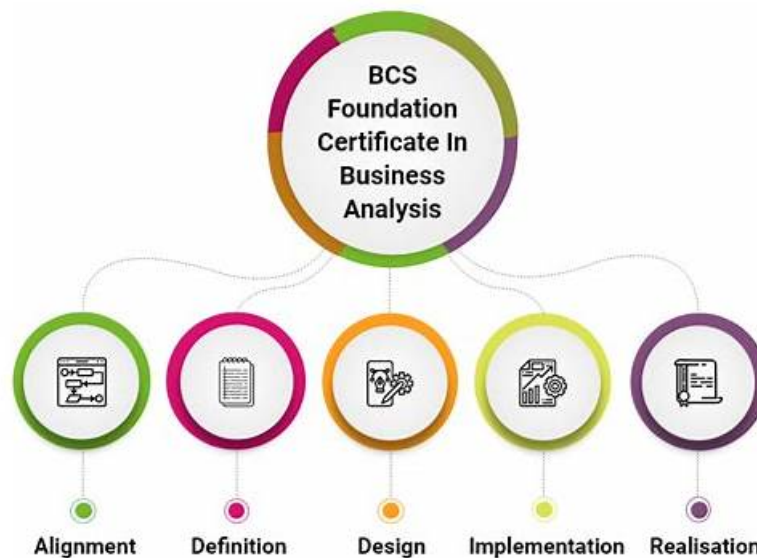 BCS
Foundation
Certificate In
Business
Analysis
Alignment
Definition
Design
Implementation
Realisation